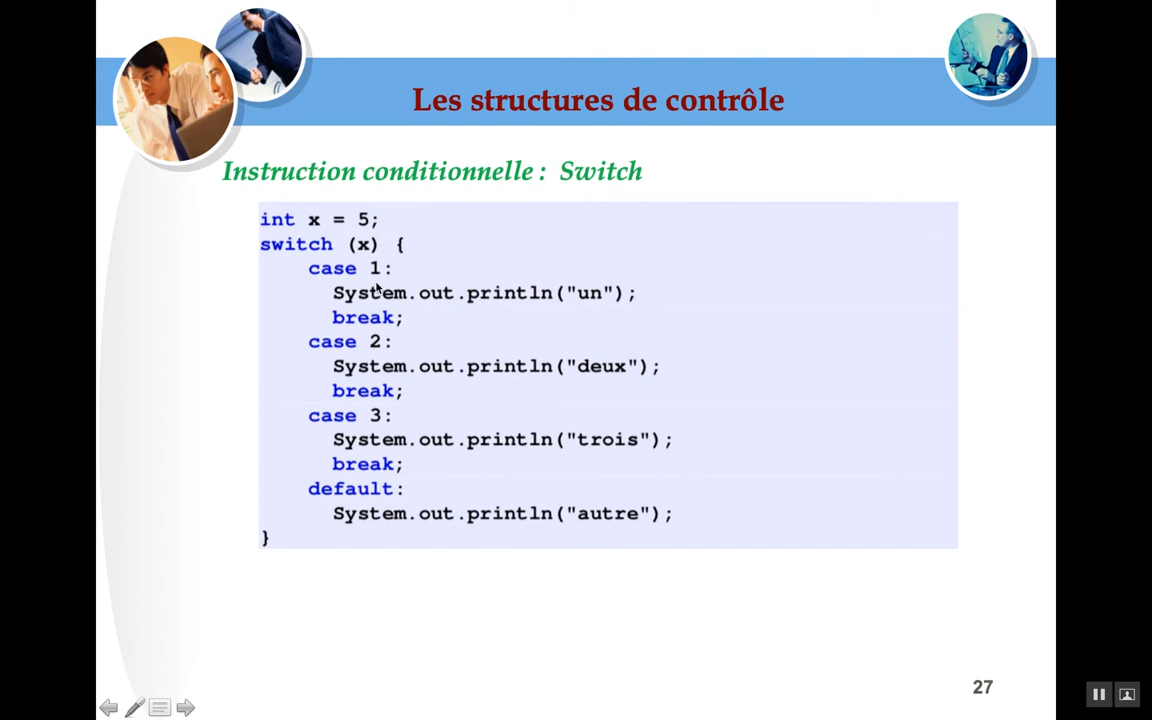 Les structures de contrôle
Instruction conditionnelle : Switch
int x = 5;
switch (x) {
    case 1:
      System.out.println("un");
      break;
    case 2:
      System.out.println("deux");
      break;
    case 3:
      System.out.println("trois");
      break;
    default:
      System.out.println("autre");
}
27